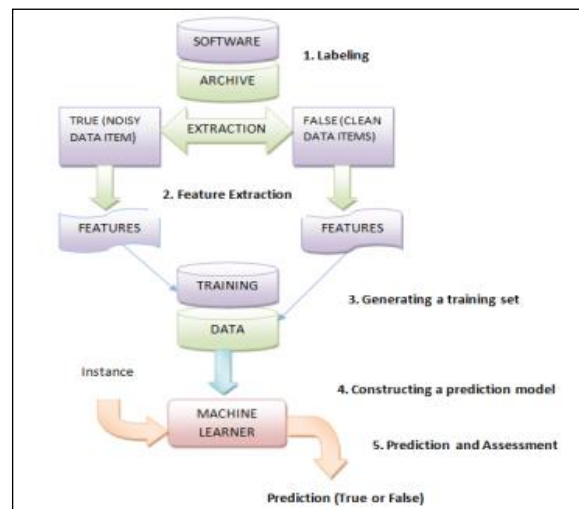 SOFTWARE
1. Labeling
ARCHIVE
TRUE (NOISY
DATA ITEM)
EXTRACTION
FALSE (CLEAN
DATA ITEMS)
2. Feature Extraction
FEATURES
FEATURES
TRAINING
3. Generating a training set
DATA
Instance
4. Constructing a prediction model
MACHINE
LEARNER
5. Prediction and Assessment
Prediction (True or False)